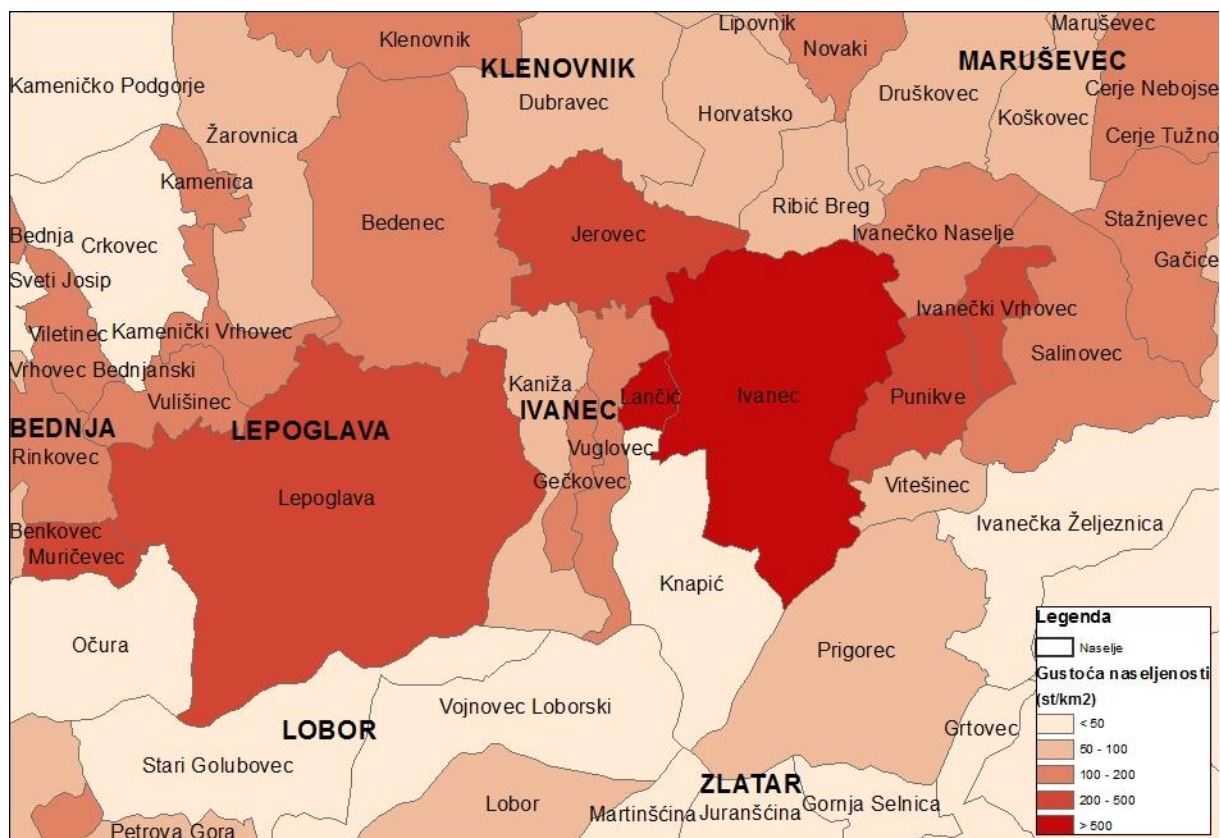 Klenovnik
Lipovnik
Maruševec
Novaki
KLENOVNIK
MARUŠEVEC
Kameničko Podgorje
Dubravec
Horvatsko
Druškovec
Koškovec
Cerje Nebojse
Žarovnica
Cerje Tužno
Kamenica
Ribić Breg
Bedenec
Jerovec
Ivanečko Naselje
Stažnjevec
Bednja
Crkovec
Gačice
Sveti Josip
Ivanečki Vrhovec
Viletinec
Kamenički Vrhovec
Salinovec
Vrhovec Bednjanski
Kaniža
Lančić
Ivanec
Punikve
Vulišinec
IVANEC
BEDNJA
LEPOGLAVA
Rinkovec
Vuglovec
Gečkovec
Vitešinec
Lepoglava
Ivanečka Željeznica
Benkovec
Muričevec
Knapić
Očura
Prigorec
Vojnovec Loborski
LOBOR
Grtovec
Stari Golubovec
ZLATAR
Lobor
Martinšćina
Juranšćina
Gornja Selnica
Petrova Gora
Legenda
Naselje
Gustoća naseljenosti
(st/km2)
< 50
50 - 100
100 - 200
200 - 500
> 500